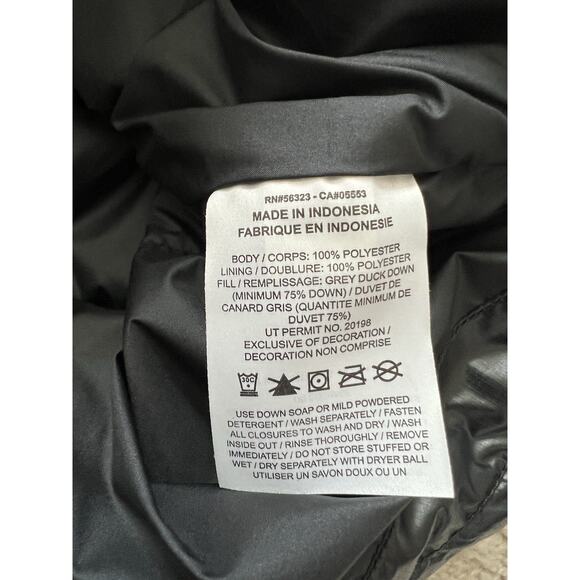 RN#56323 - CA#05553
MADE IN INDONESIA
FABRIQUE EN INDONESIE
BODY / CORPS: 100% POLYESTER
LINING / DOUBLURE: 100% POLYESTER
FILL / REMPLISSAGE: GREY DUCK DOWN
(MINIMUM 75% DOWN) / DUVET DE
CANARD GRIS (QUANTITE MINIMUM DE
DUVET 75%)
UT PERMIT NO. 20198
EXCLUSIVE OF DECORATION /
DECORATION NON COMPRISE
30C
USE DOWN SOAP OR MILD POWDERED
DETERGENT / WASH SEPARATELY / FASTEN
ALL CLOSURES TO WASH AND DRY / WASH
INSIDE OUT / RINSE THOROUGHLY / REMOVE
IMMEDIATELY / DO NOT STORE STUFFED OR
WET / DRY SEPARATELY WITH DRYER BALL
UTILISER UN SAVON DOUX OU UN